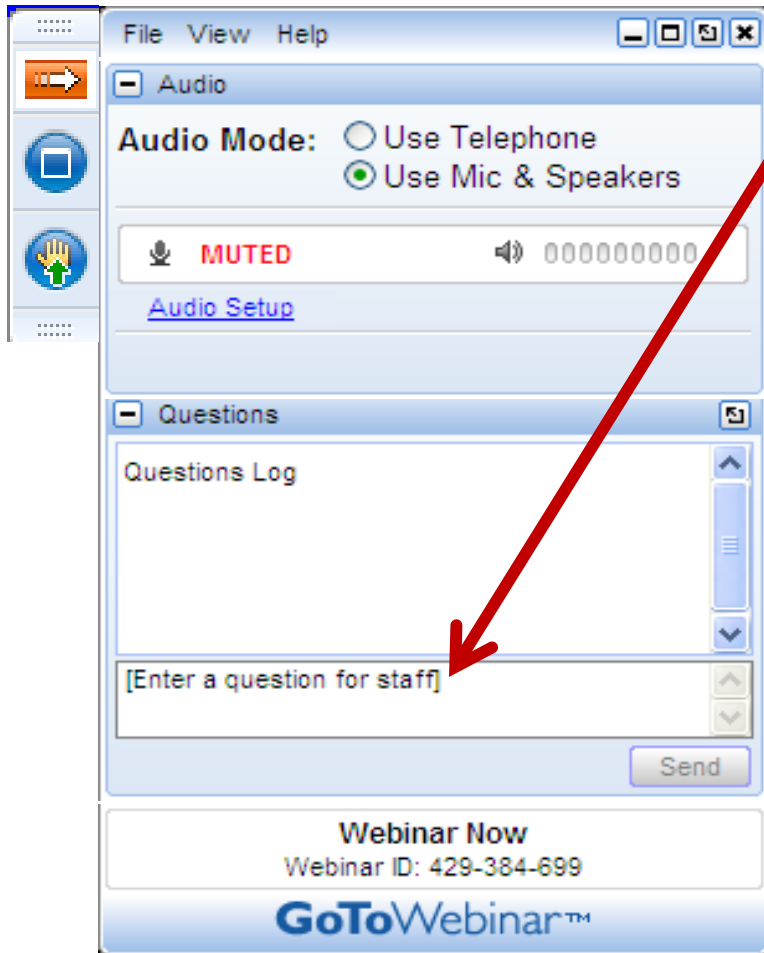 File View Help
Audio
Audio Mode: Use Telephone
Use Mic & Speakers
MUTED 000000000
Audio Setup
Questions
Questions Log
[Enter a question for staff]
Send
Webinar Now
Webinar ID: 429-384-699
GoToWebinar™